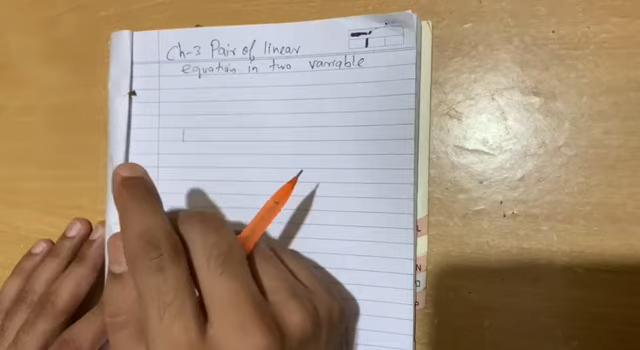 Ch-3 Pair of linear
equation in two variable
L
N
O
P